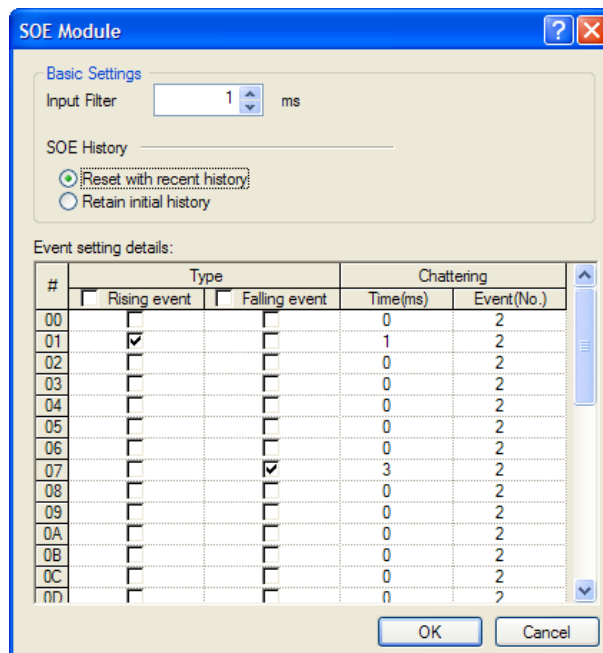 SOE Module
Basic Settings
Input Filter 1 ms
SOE History
Reset with recent history
Retain initial history
Event setting details:
# Type Chattering
Rising event Falling event Time(ms) Event(No.)
00 0 2
01 1 2
02 0 2
03 0 2
04 0 2
05 0 2
06 0 2
07 3 2
08 0 2
09 0 2
0A 0 2
0B 0 2
0C 0 2
0D 0 2
OK Cancel